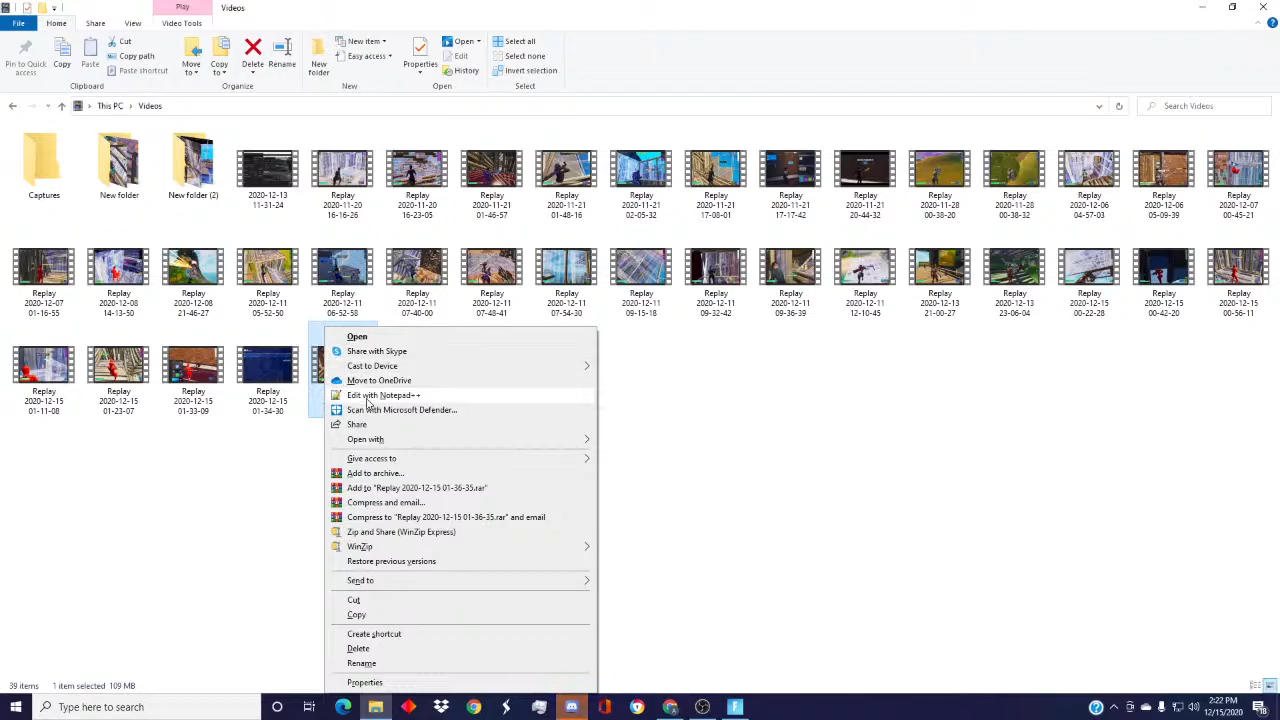 Play
Videos
File
Home
Share
View
Video Tools
Pin to Quick
access
Copy
Paste
Cut
Copy path
Paste shortcut
Clipboard
Move
to
Copy
to
Delete
Rename
Organize
New
folder
New item
Easy access
New
Properties
Open
Edit
History
Open
Select all
Select none
Invert selection
Select
This PC
Videos
Search Videos
Captures
New folder
New folder (2)
2020-12-13
11-31-24
Replay
2020-11-20
16-16-26
Replay
2020-11-20
16-23-05
Replay
2020-11-21
01-46-57
Replay
2020-11-21
01-48-16
Replay
2020-11-21
02-05-32
Replay
2020-11-21
17-08-01
Replay
2020-11-21
17-17-42
Replay
2020-11-21
20-44-32
Replay
2020-11-28
00-38-20
Replay
2020-11-28
00-38-32
Replay
2020-12-06
04-57-03
Replay
2020-12-06
05-09-39
Replay
2020-12-07
00-45-21
Replay
2020-12-07
01-16-55
Replay
2020-12-08
14-13-50
Replay
2020-12-08
21-46-27
Replay
2020-12-11
05-52-50
Replay
2020-12-11
06-52-58
Replay
2020-12-11
07-40-00
Replay
2020-12-11
07-48-41
Replay
2020-12-11
07-54-30
Replay
2020-12-11
09-15-18
Replay
2020-12-11
09-32-42
Replay
2020-12-11
09-36-39
Replay
2020-12-11
12-10-45
Replay
2020-12-13
21-00-27
Replay
2020-12-13
23-06-04
Replay
2020-12-15
00-22-28
Replay
2020-12-15
00-42-20
Replay
2020-12-15
00-56-11
Replay
2020-12-15
01-11-08
Replay
2020-12-15
01-23-07
Replay
2020-12-15
01-33-09
Replay
2020-12-15
01-34-30
Open
Share with Skype
Cast to Device
Move to OneDrive
Edit with Notepad++
Scan with Microsoft Defender...
Share
Open with
Give access to
Add to archive...
Add to "Replay 2020-12-15 01-36-35.rar"
Compress and email...
Compress to "Replay 2020-12-15 01-36-35.rar" and email
Zip and Share (WinZip Express)
WinZip
Restore previous versions
Send to
Cut
Copy
Create shortcut
Delete
Rename
Properties
39 items
1 item selected 109 MB
Type here to search
2:22 PM
12/15/2020
18